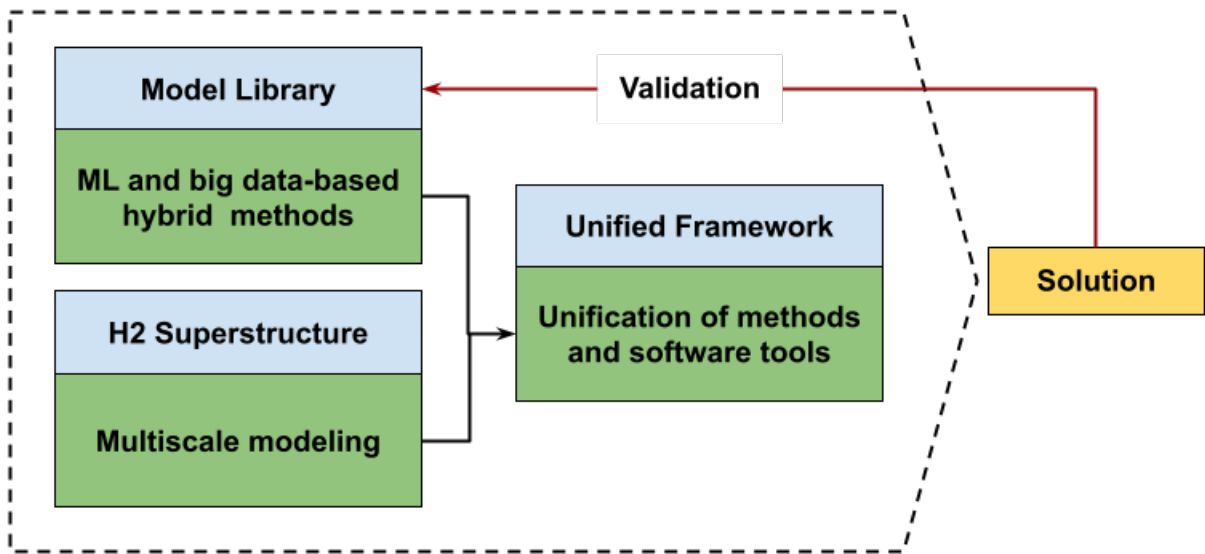 Model Library
Validation
ML and big data-based
hybrid methods
Unified Framework
Solution
H2 Superstructure
Unification of methods
and software tools
Multiscale modeling